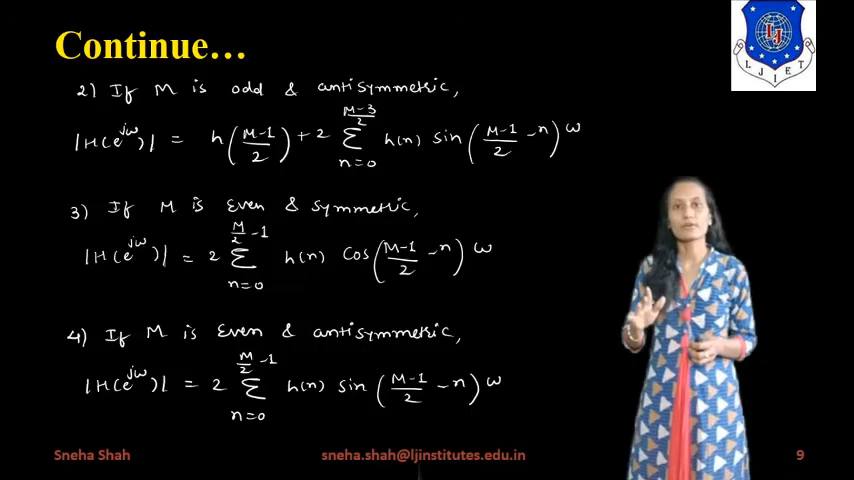 Continue…
LJ
LJIET
2) If M is odd & antisymmetric,
|H(e^jω)| = h((M-1)/2) + 2 Σ_{n=0}^{(M-3)/2} h(n) sin((M-1)/2 - n) ω
3) If M is Even & symmetric,
|H(e^jω)| = 2 Σ_{n=0}^{M/2 - 1} h(n) cos((M-1)/2 - n) ω
4) If M is Even & antisymmetric,
|H(e^jω)| = 2 Σ_{n=0}^{M/2 - 1} h(n) sin((M-1)/2 - n) ω
Sneha Shah
sneha.shah@ljinstitutes.edu.in
9